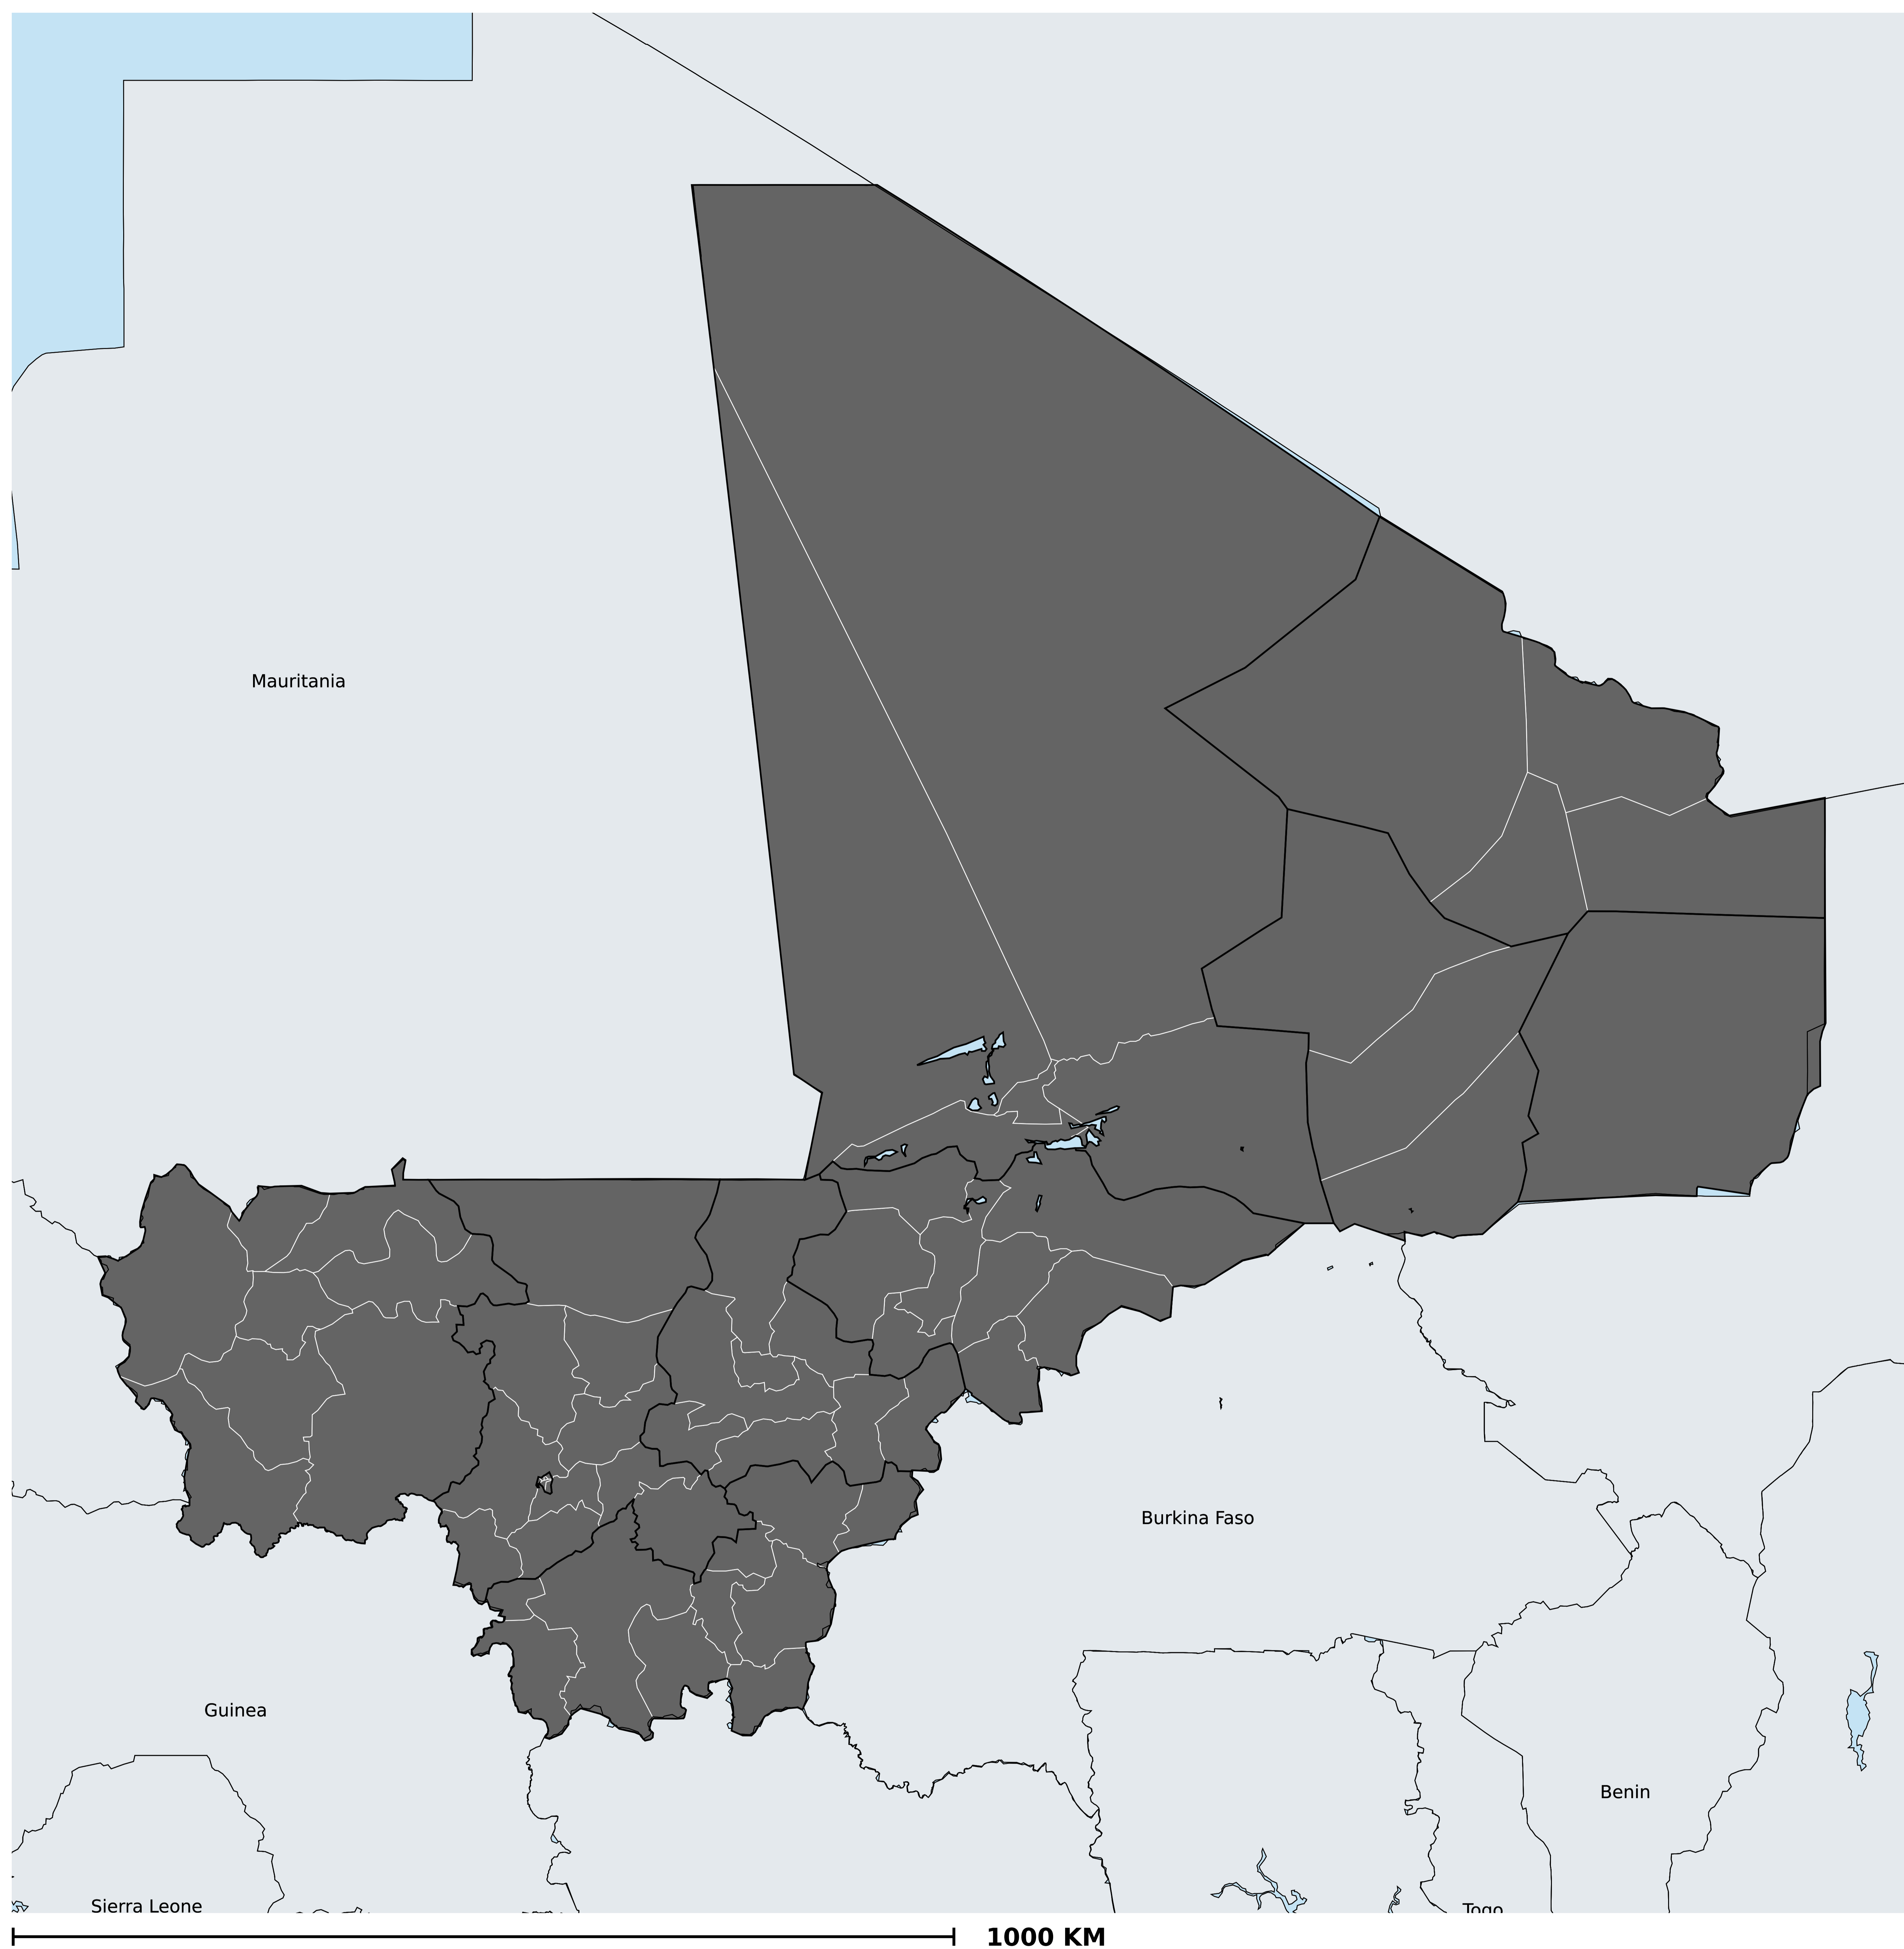 Mauritania
Burkina Faso
Guinea
Benin
Sierra Leone
Togo
1000 KM